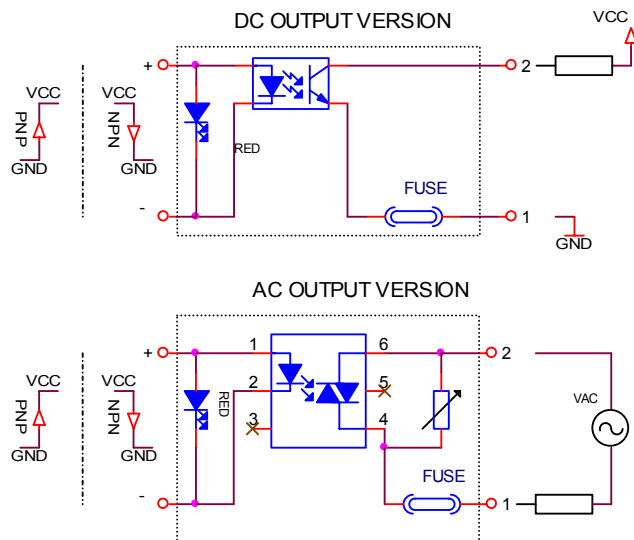 DC OUTPUT VERSION
VCC
+
2
VCC
VCC
PNP
NPN
GND
GND
RED
FUSE
-
1
GND
AC OUTPUT VERSION
+
1
6
2
VCC
VCC
2
5
VAC
PNP
NPN
RED
3
4
GND
GND
FUSE
-
1